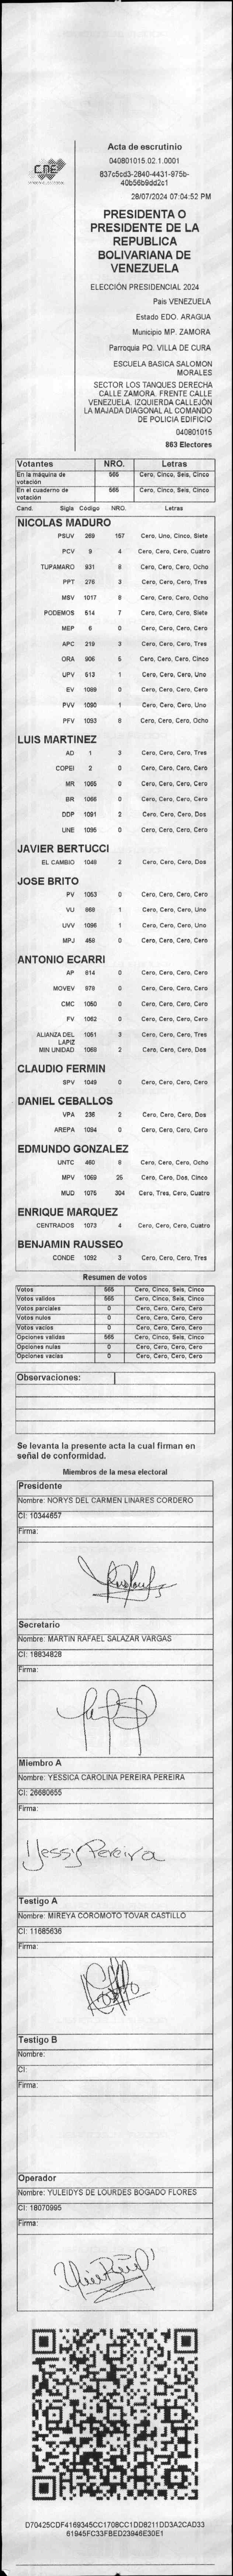 CNE
Acta de escrutinio
040801015.02.1.0001
837c5cd3-2840-4431-975b-
40b56b9dd2c1
28/07/2024 07:04:52 PM
PRESIDENTA O
PRESIDENTE DE LA
REPUBLICA
BOLIVARIANA DE
VENEZUELA
ELECCIÓN PRESIDENCIAL 2024
Pais VENEZUELA
Estado EDO. ARAGUA
Municipio MP. ZAMORA
Parroquia PQ. VILLA DE CURA
ESCUELA BASICA SALOMON
MORALES
SECTOR LOS TANQUES DERECHA
CALLE ZAMORA. FRENTE CALLE
VENEZUELA. IZQUIERDA CALLEJÓN
LA MAJADA DIAGONAL AL COMANDO
DE POLICIA EDIFICIO
040801015
863 Electores
Votantes NRO. Letras
En la máquina de votación 565 Cero, Cinco, Seis, Cinco
En el cuaderno de votación 565 Cero, Cinco, Seis, Cinco
Cand. Sigla Código NRO. Letras
NICOLAS MADURO
PSUV 269 157 Cero, Uno, Cinco, Siete
PCV 9 4 Cero, Cero, Cero, Cuatro
TUPAMARO 931 8 Cero, Cero, Cero, Ocho
PPT 276 3 Cero, Cero, Cero, Tres
MSV 1017 8 Cero, Cero, Cero, Ocho
PODEMOS 514 7 Cero, Cero, Cero, Siete
MEP 6 0 Cero, Cero, Cero, Cero
APC 219 3 Cero, Cero, Cero, Tres
ORA 906 5 Cero, Cero, Cero, Cinco
UPV 513 1 Cero, Cero, Cero, Uno
EV 1089 0 Cero, Cero, Cero, Cero
PVV 1090 1 Cero, Cero, Cero, Uno
PFV 1093 8 Cero, Cero, Cero, Ocho
LUIS MARTINEZ
AD 1 3 Cero, Cero, Cero, Tres
COPEI 2 0 Cero, Cero, Cero, Cero
MR 1065 0 Cero, Cero, Cero, Cero
BR 1066 0 Cero, Cero, Cero, Cero
DDP 1091 2 Cero, Cero, Cero, Dos
UNE 1095 0 Cero, Cero, Cero, Cero
JAVIER BERTUCCI
EL CAMBIO 1048 2 Cero, Cero, Cero, Dos
JOSE BRITO
PV 1053 0 Cero, Cero, Cero, Cero
VU 868 1 Cero, Cero, Cero, Uno
UVV 1096 1 Cero, Cero, Cero, Uno
MPJ 458 0 Cero, Cero, Cero, Cero
ANTONIO ECARRI
AP 814 0 Cero, Cero, Cero, Cero
MOVEV 979 0 Cero, Cero, Cero, Cero
CMC 1050 0 Cero, Cero, Cero, Cero
FV 1062 0 Cero, Cero, Cero, Cero
ALIANZA DEL LAPIZ 1051 3 Cero, Cero, Cero, Tres
MIN UNIDAD 1068 2 Cero, Cero, Cero, Dos
CLAUDIO FERMIN
SPV 1049 0 Cero, Cero, Cero, Cero
DANIEL CEBALLOS
VPA 236 2 Cero, Cero, Cero, Dos
AREPA 1094 0 Cero, Cero, Cero, Cero
EDMUNDO GONZALEZ
UNTC 460 8 Cero, Cero, Cero, Ocho
MPV 1069 25 Cero, Cero, Dos, Cinco
MUD 1075 304 Cero, Tres, Cero, Cuatro
ENRIQUE MARQUEZ
CENTRADOS 1073 4 Cero, Cero, Cero, Cuatro
BENJAMIN RAUSSEO
CONDE 1092 3 Cero, Cero, Cero, Tres
Resumen de votos
Votos 565 Cero, Cinco, Seis, Cinco
Votos validos 565 Cero, Cinco, Seis, Cinco
Votos parciales 0 Cero, Cero, Cero, Cero
Votos nulos 0 Cero, Cero, Cero, Cero
Votos vacíos 0 Cero, Cero, Cero, Cero
Opciones validas 565 Cero, Cinco, Seis, Cinco
Opciones nulas 0 Cero, Cero, Cero, Cero
Opciones vacías 0 Cero, Cero, Cero, Cero
Observaciones:
Se levanta la presente acta la cual firman en
señal de conformidad.
Miembros de la mesa electoral
Presidente
Nombre: NORYS DEL CARMEN LINARES CORDERO
CI: 10344657
Firma:
Secretario
Nombre: MARTIN RAFAEL SALAZAR VARGAS
CI: 18834828
Firma:
Miembro A
Nombre: YESSICA CAROLINA PEREIRA PEREIRA
CI: 26680655
Firma:
Yessy Pereira
Testigo A
Nombre: MIREYA COROMOTO TOVAR CASTILLO
CI: 11685636
Firma:
Testigo B
Nombre:
CI:
Firma:
Operador
Nombre: YULEIDYS DE LOURDES BOGADO FLORES
CI: 18070995
Firma:
D70425CDF4169345CC1708CC1DD8211DD3A2CAD33
61945FC33FBED23946E30E1